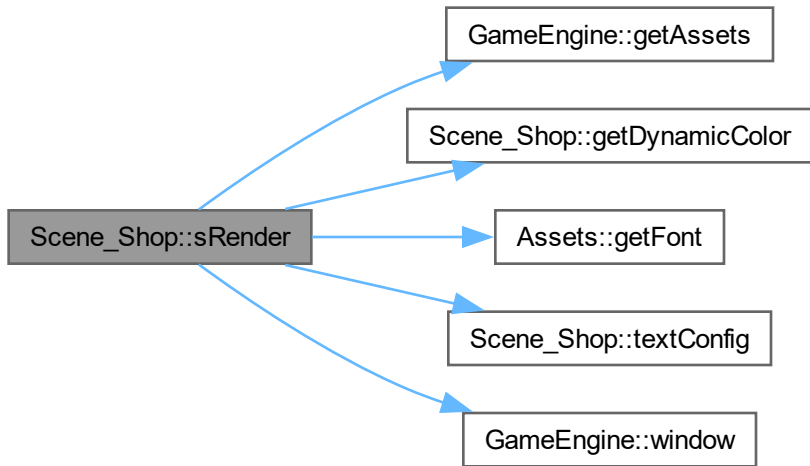 GameEngine::getAssets
Scene_Shop::getDynamicColor
Scene_Shop::sRender
Assets::getFont
Scene_Shop::textConfig
GameEngine::window